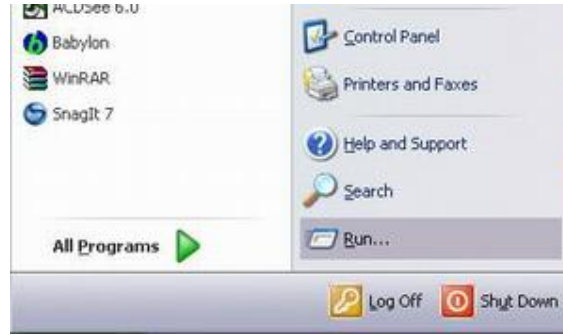 ACDSee 6.0
Babylon
WinRAR
SnagIt 7
All Programs
Control Panel
Printers and Faxes
Help and Support
Search
Run...
Log Off
Shut Down